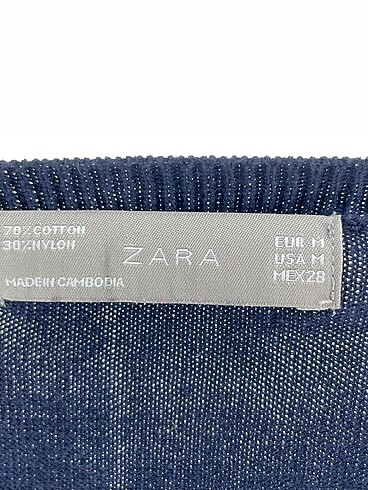 70% COTTON
30% NYLON
MADE IN CAMBODIA
ZARA
EUR M
USA M
MEX 28